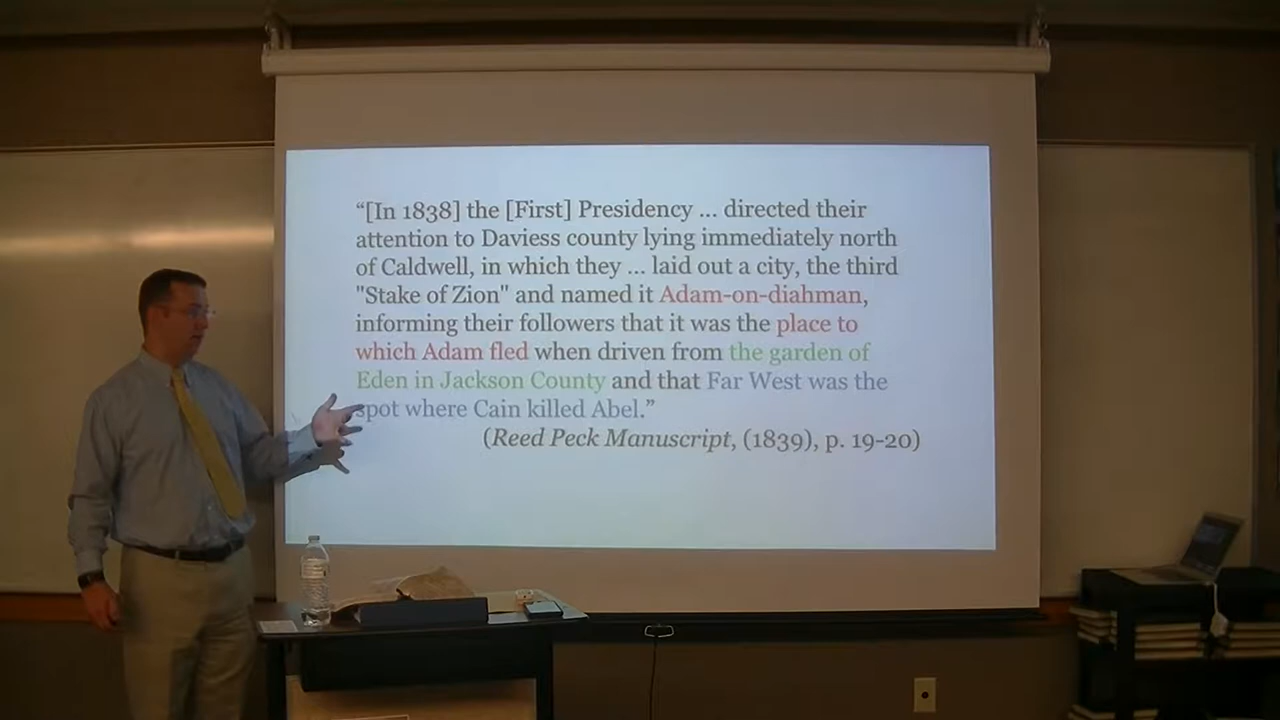 “[In 1838] the [First] Presidency ... directed their
attention to Daviess county lying immediately north
of Caldwell, in which they ... laid out a city, the third
"Stake of Zion" and named it Adam-on-diahman,
informing their followers that it was the place to
which Adam fled when driven from the garden of
Eden in Jackson County and that Far West was the
spot where Cain killed Abel.”
(Reed Peck Manuscript, (1839), p. 19-20)